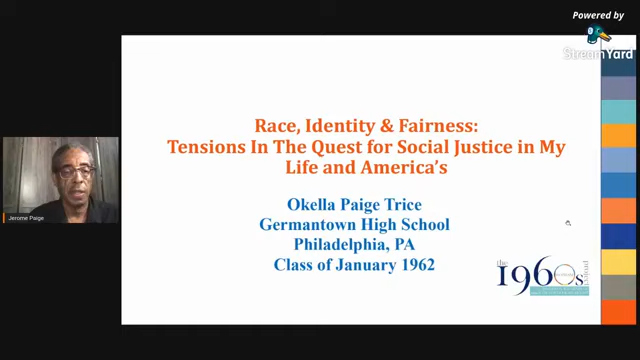 Powered by
StreamYard
Race, Identity & Fairness:
Tensions In The Quest for Social Justice in My
Life and America's
Okella Paige Trice
Germantown High School
Philadelphia, PA
Class of January 1962
Jerome Paige
the
1960s